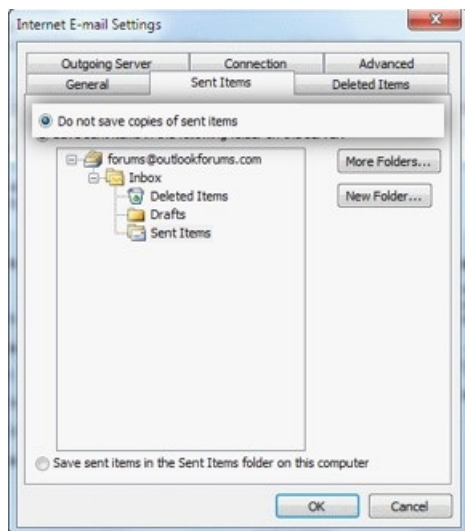 Internet E-mail Settings
Outgoing Server Connection Advanced
General Sent Items Deleted Items
Do not save copies of sent items
forums@outlookforums.com
More Folders...
Inbox
Deleted Items
New Folder...
Drafts
Sent Items
Save sent items in the Sent Items folder on this computer
OK Cancel